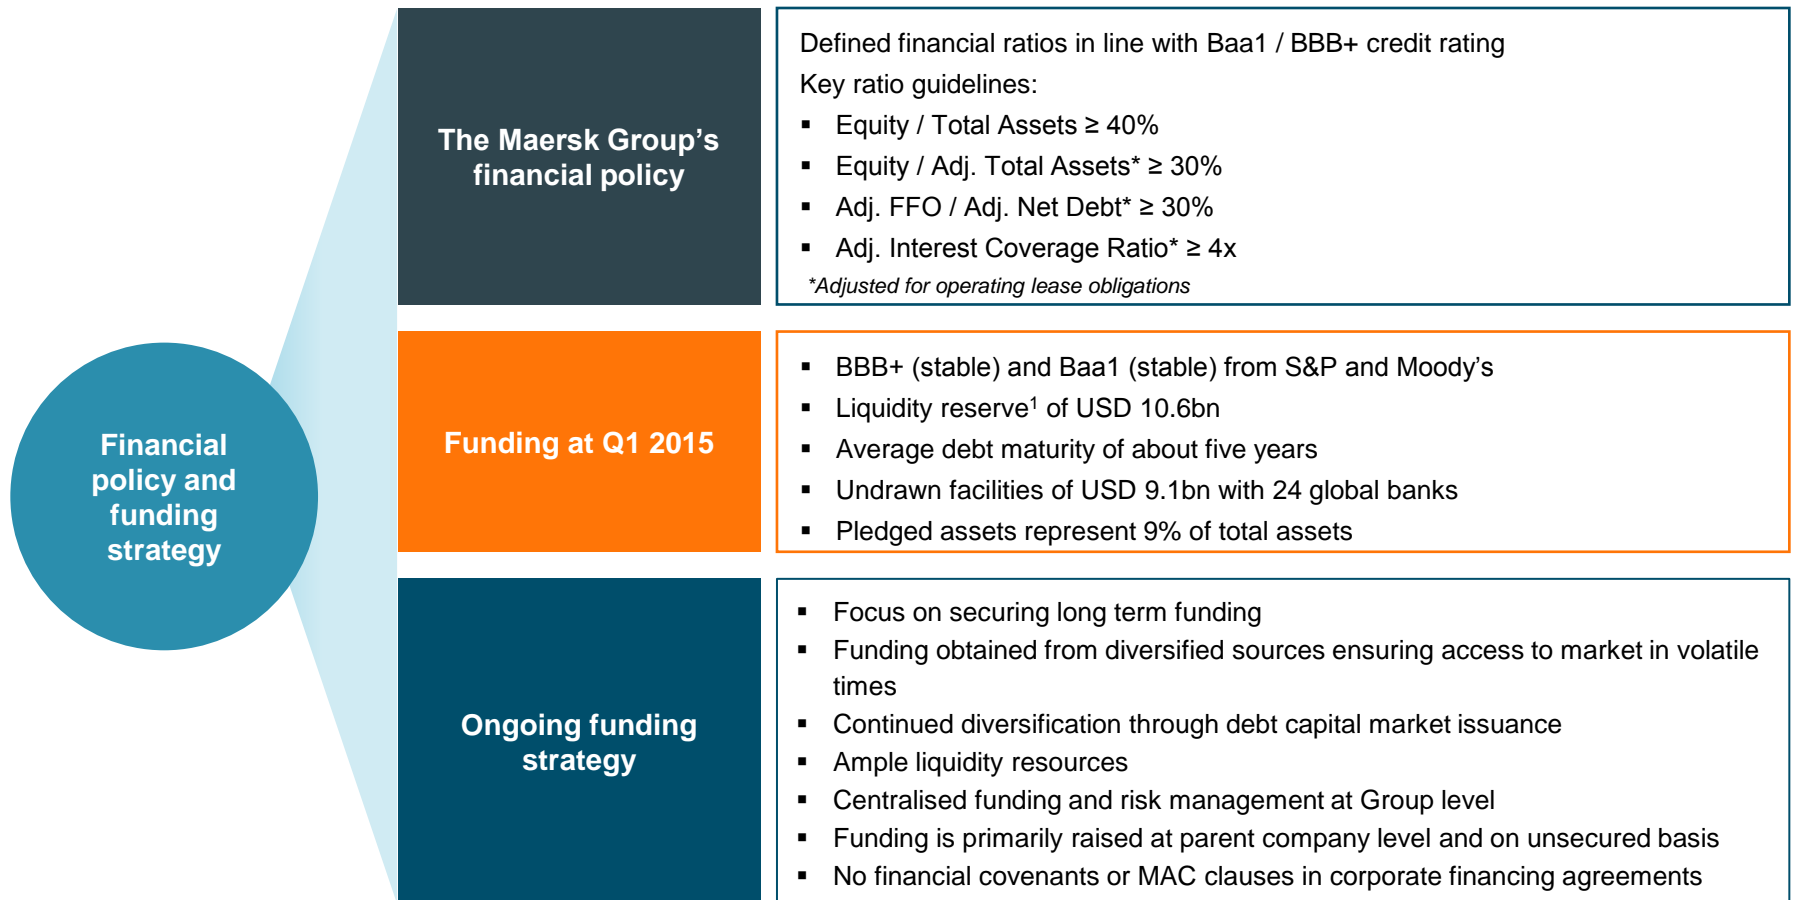 Financial
policy and
funding
strategy
The Maersk Group’s
financial policy
Defined financial ratios in line with Baa1 / BBB+ credit rating
Key ratio guidelines:
▪ Equity / Total Assets ≥ 40%
▪ Equity / Adj. Total Assets* ≥ 30%
▪ Adj. FFO / Adj. Net Debt* ≥ 30%
▪ Adj. Interest Coverage Ratio* ≥ 4x
*Adjusted for operating lease obligations
Funding at Q1 2015
▪ BBB+ (stable) and Baa1 (stable) from S&P and Moody’s
▪ Liquidity reserve¹ of USD 10.6bn
▪ Average debt maturity of about five years
▪ Undrawn facilities of USD 9.1bn with 24 global banks
▪ Pledged assets represent 9% of total assets
Ongoing funding
strategy
▪ Focus on securing long term funding
▪ Funding obtained from diversified sources ensuring access to market in volatile
times
▪ Continued diversification through debt capital market issuance
▪ Ample liquidity resources
▪ Centralised funding and risk management at Group level
▪ Funding is primarily raised at parent company level and on unsecured basis
▪ No financial covenants or MAC clauses in corporate financing agreements